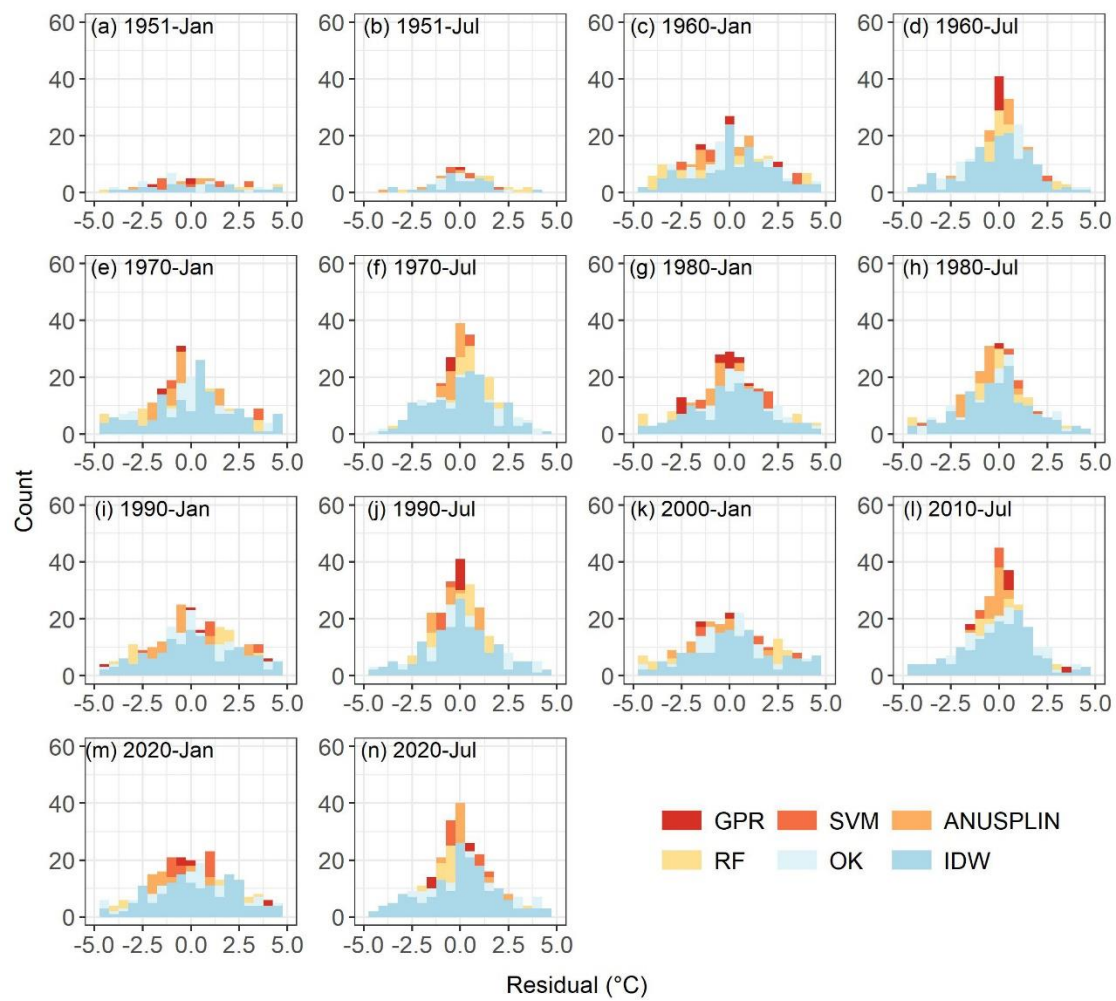 (a) 1951-Jan (b) 1951-Jul (c) 1960-Jan (d) 1960-Jul
60 60 60 60
40 40 40 40
20 20 20 20
0 0 0 0
-5.0 -2.5 0.0 2.5 5.0 -5.0 -2.5 0.0 2.5 5.0 -5.0 -2.5 0.0 2.5 5.0 -5.0 -2.5 0.0 2.5 5.0
(e) 1970-Jan (f) 1970-Jul (g) 1980-Jan (h) 1980-Jul
60 60 60 60
40 40 40 40
20 20 20 20
0 0 0 0
-5.0 -2.5 0.0 2.5 5.0 -5.0 -2.5 0.0 2.5 5.0 -5.0 -2.5 0.0 2.5 5.0 -5.0 -2.5 0.0 2.5 5.0
Count
(i) 1990-Jan (j) 1990-Jul (k) 2000-Jan (l) 2010-Jul
60 60 60 60
40 40 40 40
20 20 20 20
0 0 0 0
-5.0 -2.5 0.0 2.5 5.0 -5.0 -2.5 0.0 2.5 5.0 -5.0 -2.5 0.0 2.5 5.0 -5.0 -2.5 0.0 2.5 5.0
(m) 2020-Jan (n) 2020-Jul
60 60
40 40
20 20
0 0
-5.0 -2.5 0.0 2.5 5.0 -5.0 -2.5 0.0 2.5 5.0
GPR SVM ANUSPLIN
RF OK IDW
Residual (°C)